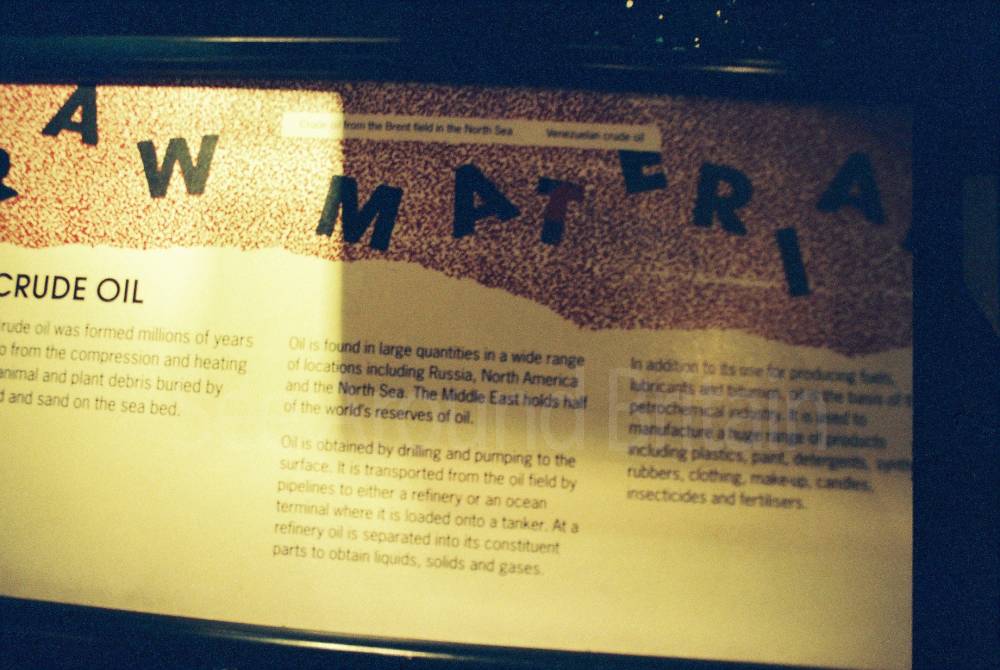 RAW MATERIA
Crude oil from the Brent field in the North Sea
Venezuelan crude oil
CRUDE OIL
rude oil was formed millions of years
o from the compression and heating
animal and plant debris buried by
d and sand on the sea bed.
Oil is found in large quantities in a wide range
of locations including Russia, North America
and the North Sea. The Middle East holds half
of the world's reserves of oil.
Oil is obtained by drilling and pumping to the
surface. It is transported from the oil field by
pipelines to either a refinery or an ocean
terminal where it is loaded onto a tanker. At a
refinery oil is separated into its constituent
parts to obtain liquids, solids and gases.
In addition to its use for producing fuels,
lubricants and bitumen, oil is the basis of
petrochemical industry. It is used to
manufacture a huge range of products
including plastics, paint, detergents,
rubbers, clothing, make-up, candles,
insecticides and fertilisers.